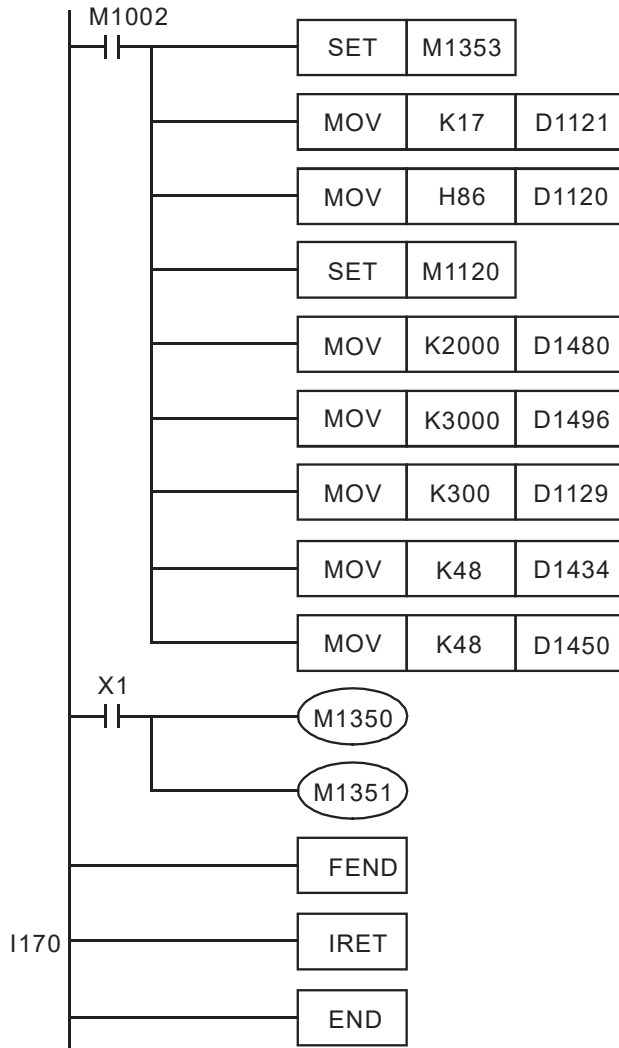 M1002
SET M1353
MOV K17 D1121
MOV H86 D1120
SET M1120
MOV K2000 D1480
MOV K3000 D1496
MOV K300 D1129
MOV K48 D1434
MOV K48 D1450
X1
M1350
M1351
FEND
I170 IRET
END